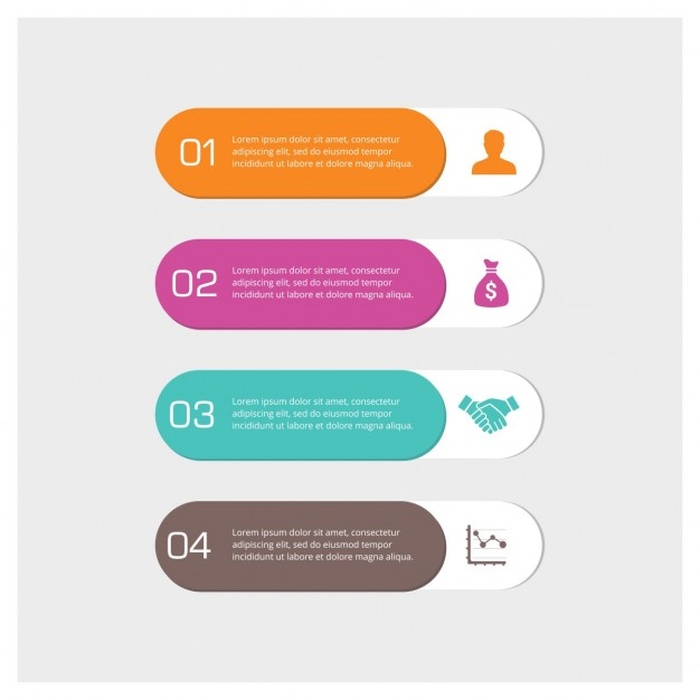 01
Lorem ipsum dolor sit amet, consectetur
adipiscing elit, sed do eiusmod tempor
incididunt ut labore et dolore magna aliqua.
02
Lorem ipsum dolor sit amet, consectetur
adipiscing elit, sed do eiusmod tempor
incididunt ut labore et dolore magna aliqua.
$
03
Lorem ipsum dolor sit amet, consectetur
adipiscing elit, sed do eiusmod tempor
incididunt ut labore et dolore magna aliqua.
04
Lorem ipsum dolor sit amet, consectetur
adipiscing elit, sed do eiusmod tempor
incididunt ut labore et dolore magna aliqua.